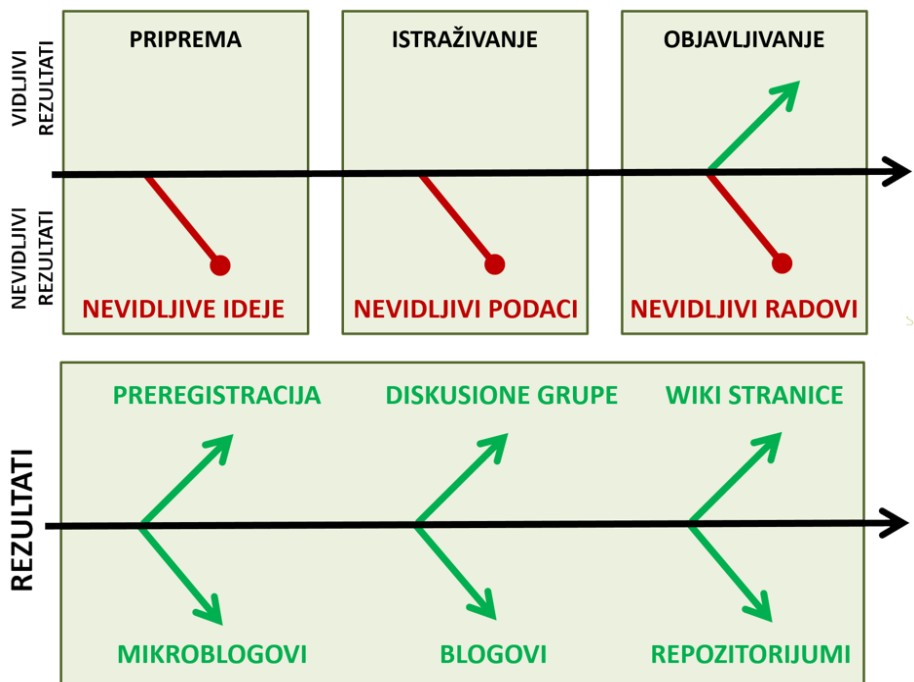 PRIPREMA
ISTRAŽIVANJE
OBJAVLJIVANJE
VIDLJIVI
REZULTATI
NEVIDLJIVI
REZULTATI
NEVIDLJIVE IDEJE
NEVIDLJIVI PODACI
NEVIDLJIVI RADOVI
S
REZULTATI
PREREGISTRACIJA
DISKUSIONE GRUPE
WIKI STRANICE
MIKROBLOGOVI
BLOGOVI
REPOZITORIJUMI